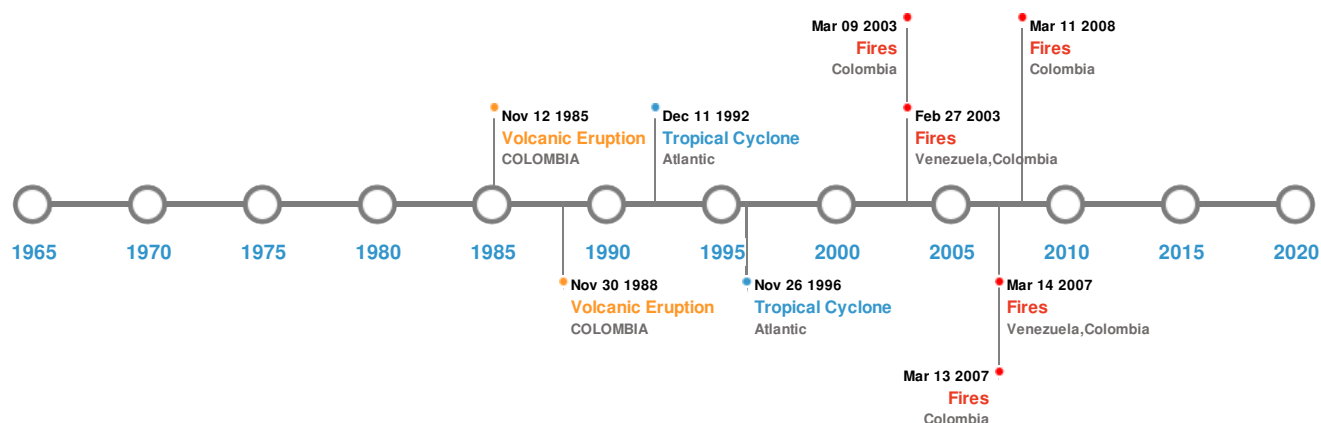 Mar 09 2003
Fires
Colombia
Mar 11 2008
Fires
Colombia
Nov 12 1985
Volcanic Eruption
COLOMBIA
Dec 11 1992
Tropical Cyclone
Atlantic
Feb 27 2003
Fires
Venezuela,Colombia
1965 1970 1975 1980 1985 1990 1995 2000 2005 2010 2015 2020
Nov 30 1988
Volcanic Eruption
COLOMBIA
Nov 26 1996
Tropical Cyclone
Atlantic
Mar 14 2007
Fires
Venezuela,Colombia
Mar 13 2007
Fires
Colombia